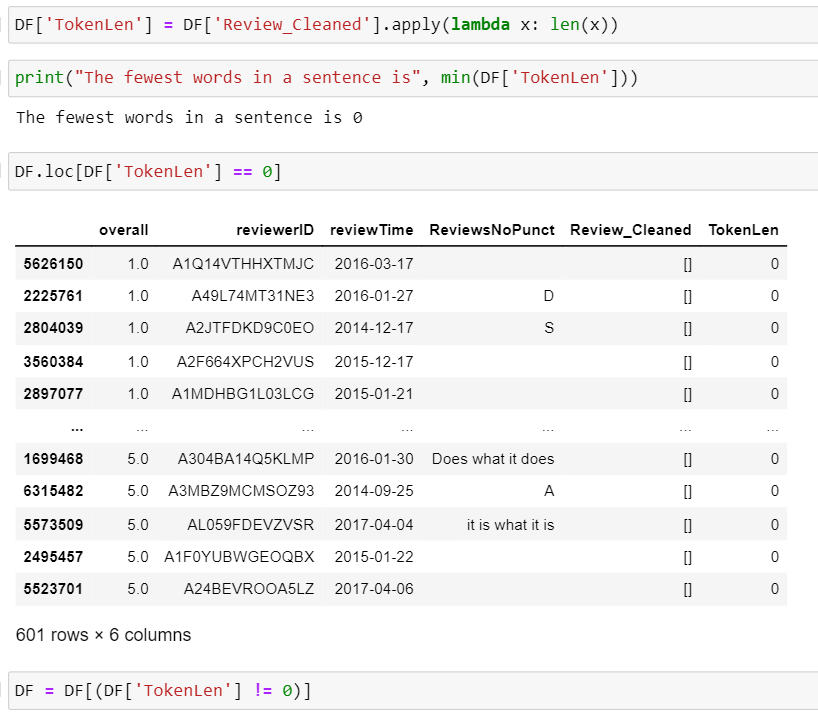 DF['TokenLen'] = DF['Review_Cleaned'].apply(lambda x: len(x))
print("The fewest words in a sentence is", min(DF['TokenLen']))
The fewest words in a sentence is 0
DF.loc[DF['TokenLen'] == 0]
overall reviewerID reviewTime ReviewsNoPunct Review_Cleaned TokenLen
5626150 1.0 A1Q14VTHHXTMJC 2016-03-17 [] 0
2225761 1.0 A49L74MT31NE3 2016-01-27 D [] 0
2804039 1.0 A2JTFDKD9C0EO 2014-12-17 S [] 0
3560384 1.0 A2F664XPCH2VUS 2015-12-17 [] 0
2897077 1.0 A1MDHBG1L03LCG 2015-01-21 [] 0
... ... ... ... ... ... ...
1699468 5.0 A304BA14Q5KLMP 2016-01-30 Does what it does [] 0
6315482 5.0 A3MBZ9MCMSOZ93 2014-09-25 A [] 0
5573509 5.0 AL059FDEVZVSR 2017-04-04 it is what it is [] 0
2495457 5.0 A1F0YUBWGEOQBX 2015-01-22 [] 0
5523701 5.0 A24BEVROOA5LZ 2017-04-06 [] 0
601 rows × 6 columns
DF = DF[(DF['TokenLen'] != 0)]